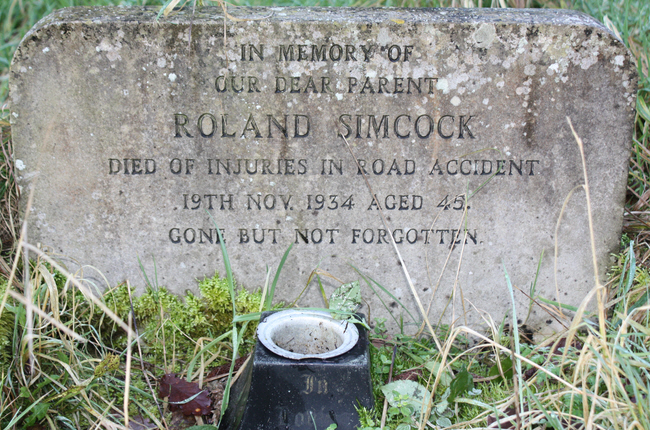 IN MEMORY OF
OUR DEAR PARENT
ROLAND SIMCOCK
DIED OF INJURIES IN ROAD ACCIDENT
19TH NOV. 1934 AGED 45.
GONE BUT NOT FORGOTTEN.
In